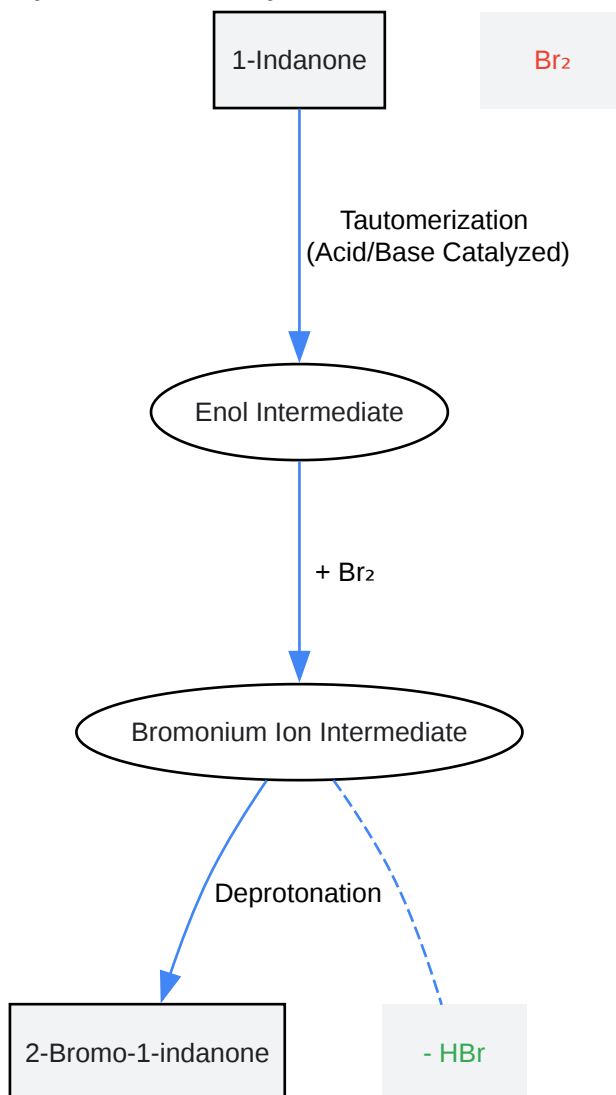 1-Indanone
Br₂
Tautomerization
(Acid/Base Catalyzed)
Enol Intermediate
+ Br₂
Bromonium Ion Intermediate
Deprotonation
2-Bromo-1-indanone
- HBr